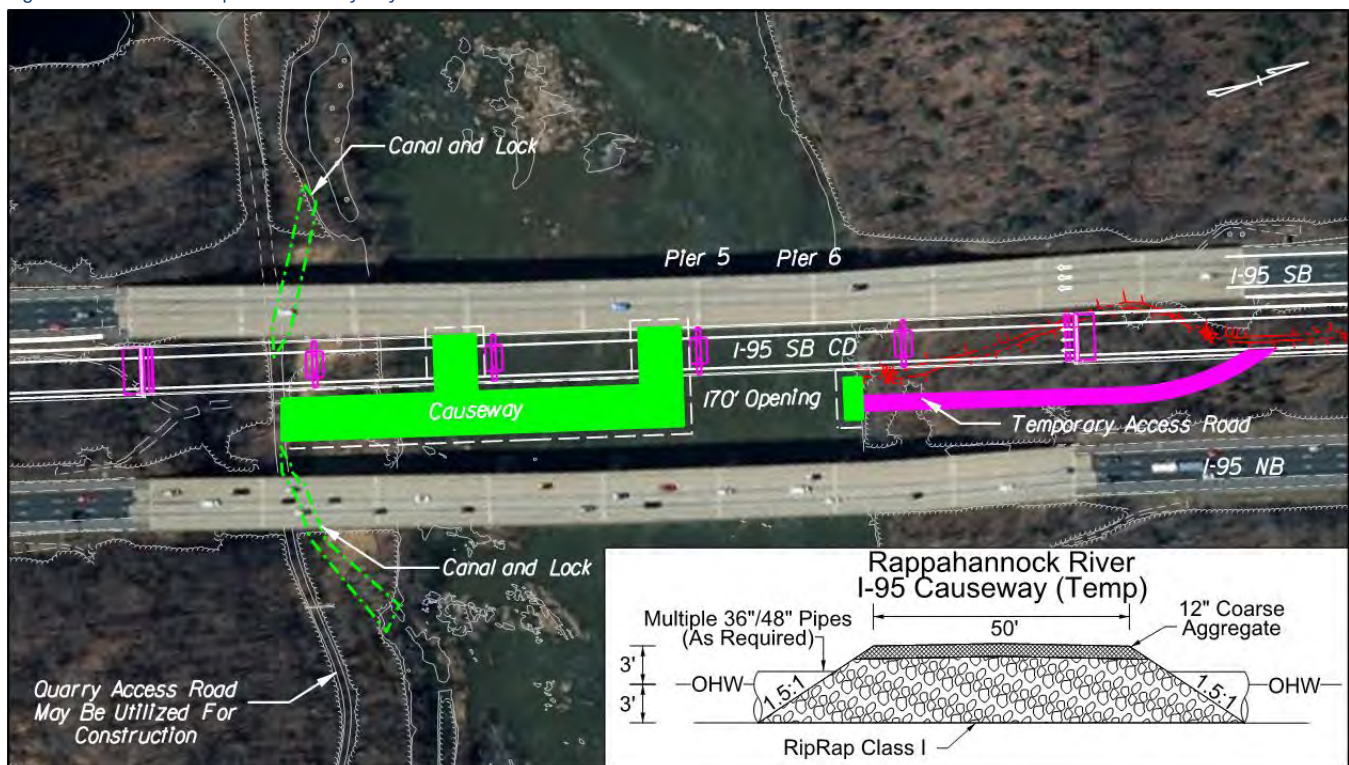 Canal and Lock
Pier 5
Pier 6
I-95 SB
I-95 SB CD
Causeway
170' Opening
Temporary Access Road
I-95 NB
Canal and Lock
Quarry Access Road
May Be Utilized For
Construction
Rappahannock River
I-95 Causeway (Temp)
Multiple 36"/48" Pipes
(As Required)
50'
12" Coarse
Aggregate
3'
OHW
1.5:1
1.5:1
OHW
3'
RipRap Class I